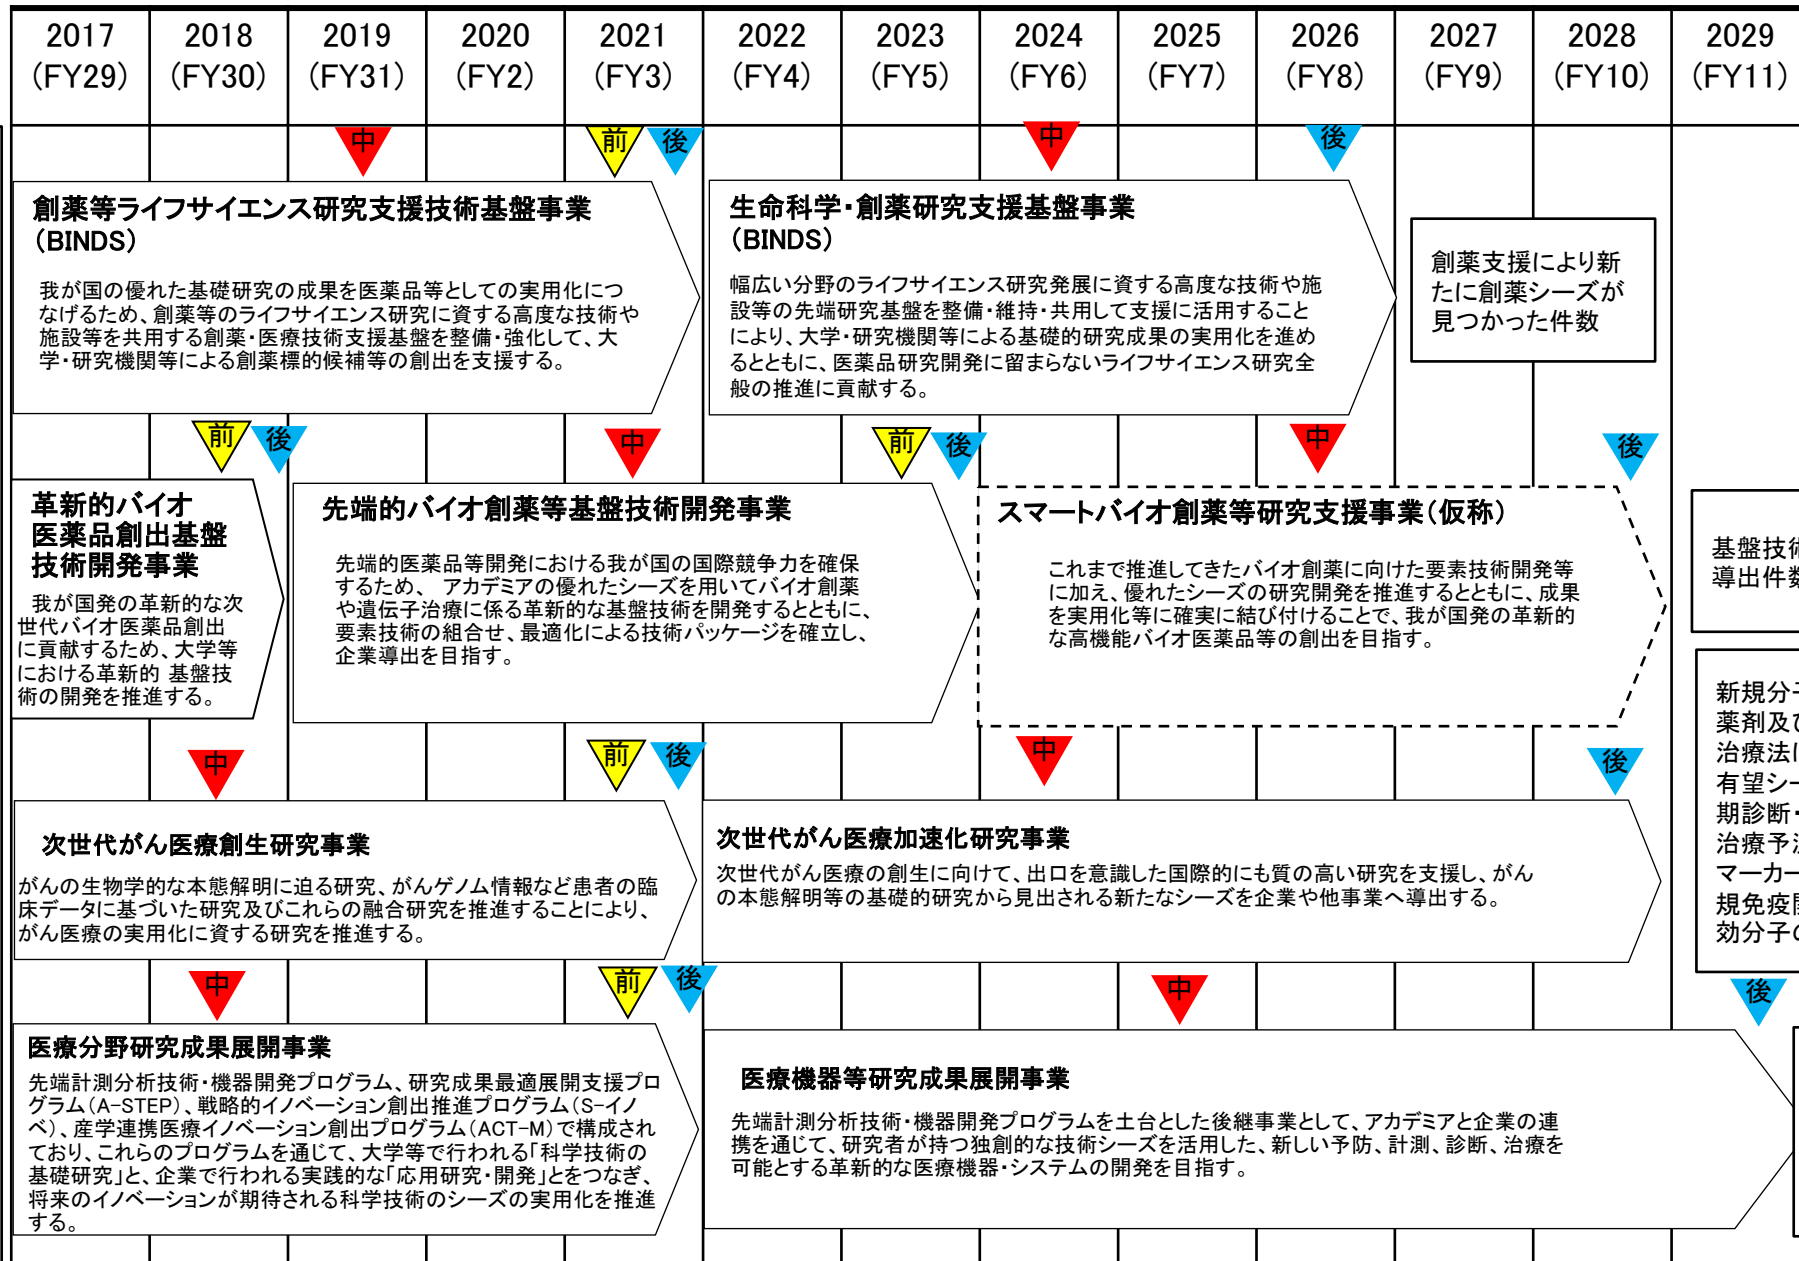 2017 2018 2019 2020 2021 2022 2023 2024 2025 2026 2027 2028 2029
(FY29) (FY30) (FY31) (FY2) (FY3) (FY4) (FY5) (FY6) (FY7) (FY8) (FY9) (FY10) (FY11)
中 前 後 中 後
創薬等ライフサイエンス研究支援技術基盤事業
(BINDS)
我が国の優れた基礎研究の成果を医薬品等としての実用化につ
なげるため、創薬等のライフサイエンス研究に資する高度な技術や
施設等を共用する創薬・医療技術支援基盤を整備・強化して、大
学・研究機関等による創薬標的候補等の創出を支援する。
生命科学・創薬研究支援基盤事業
(BINDS)
幅広い分野のライフサイエンス研究発展に資する高度な技術や施
設等の先端研究基盤を整備・維持・共用して支援に活用すること
により、大学・研究機関等による基礎的研究成果の実用化を進め
るとともに、医薬品研究開発に留まらないライフサイエンス研究全
般の推進に貢献する。
創薬支援により新
たに創薬シーズが
見つかった件数
前 後 中 前 後 中 後
革新的バイオ
医薬品創出基盤
技術開発事業
我が国発の革新的な次
世代バイオ医薬品創出
に貢献するため、大学等
における革新的 基盤技
術の開発を推進する。
先端的バイオ創薬等基盤技術開発事業
先端的医薬品等開発における我が国の国際競争力を確保
するため、 アカデミアの優れたシーズを用いてバイオ創薬
や遺伝子治療に係る革新的な基盤技術を開発するとともに、
要素技術の組合せ、最適化による技術パッケージを確立し、
企業導出を目指す。
スマートバイオ創薬等研究支援事業(仮称)
これまで推進してきたバイオ創薬に向けた要素技術開発等
に加え、優れたシーズの研究開発を推進するとともに、成果
を実用化等に確実に結び付けることで、我が国発の革新的
な高機能バイオ医薬品等の創出を目指す。
基盤技術
導出件数
中 前 後 中 後
次世代がん医療創生研究事業
がんの生物学的な本態解明に迫る研究、がんゲノム情報など患者の臨
床データに基づいた研究及びこれらの融合研究を推進することにより、
がん医療の実用化に資する研究を推進する。
次世代がん医療加速化研究事業
次世代がん医療の創生に向けて、出口を意識した国際的にも質の高い研究を支援し、がん
の本態解明等の基礎的研究から見出される新たなシーズを企業や他事業へ導出する。
新規分子
薬剤及び
治療法に
有望シー
期診断・
治療予測
マーカー
規免疫関
効分子の
中 前 後 中 後
医療分野研究成果展開事業
先端計測分析技術・機器開発プログラム、研究成果最適展開支援プロ
グラム(A-STEP)、戦略的イノベーション創出推進プログラム(S-イノ
ベ)、産学連携医療イノベーション創出プログラム(ACT-M)で構成され
ており、これらのプログラムを通じて、大学等で行われる「科学技術の
基礎研究」と、企業で行われる実践的な「応用研究・開発」とをつなぎ、
将来のイノベーションが期待される科学技術のシーズの実用化を推進
する。
医療機器等研究成果展開事業
先端計測分析技術・機器開発プログラムを土台とした後継事業として、アカデミアと企業の連
携を通じて、研究者が持つ独創的な技術シーズを活用した、新しい予防、計測、診断、治療を
可能とする革新的な医療機器・システムの開発を目指す。